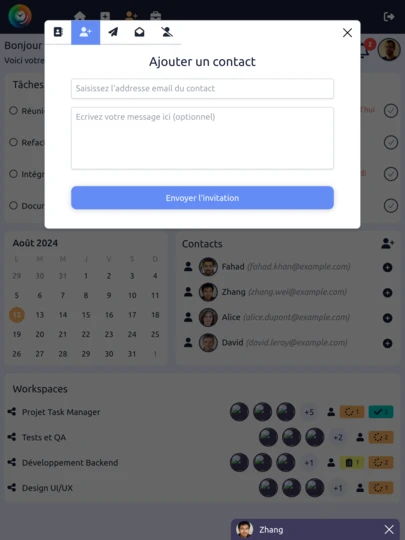 Bonjour
2
Voici votre
Ajouter un contact
Saisissez l'addresse email du contact
Ecrivez votre message ici (optionnel)
Envoyer l'invitation
Tâches
Réuni
Refac
Intégr
Docur
Août 2024
L M M J V S D
29 30 31 1 2 3 4
5 6 7 8 9 10 11
12 13 14 15 16 17 18
19 20 21 22 23 24 25
26 27 28 29 30 31 1
Contacts
Fahad (fahad.khan@example.com)
Zhang (zhang.wei@example.com)
Alice (alice.dupont@example.com)
David (david.leroy@example.com)
Workspaces
Projet Task Manager +5 1
Tests et QA +2 2
Développement Backend +1 1 2
Design UI/UX +1 1
Zhang